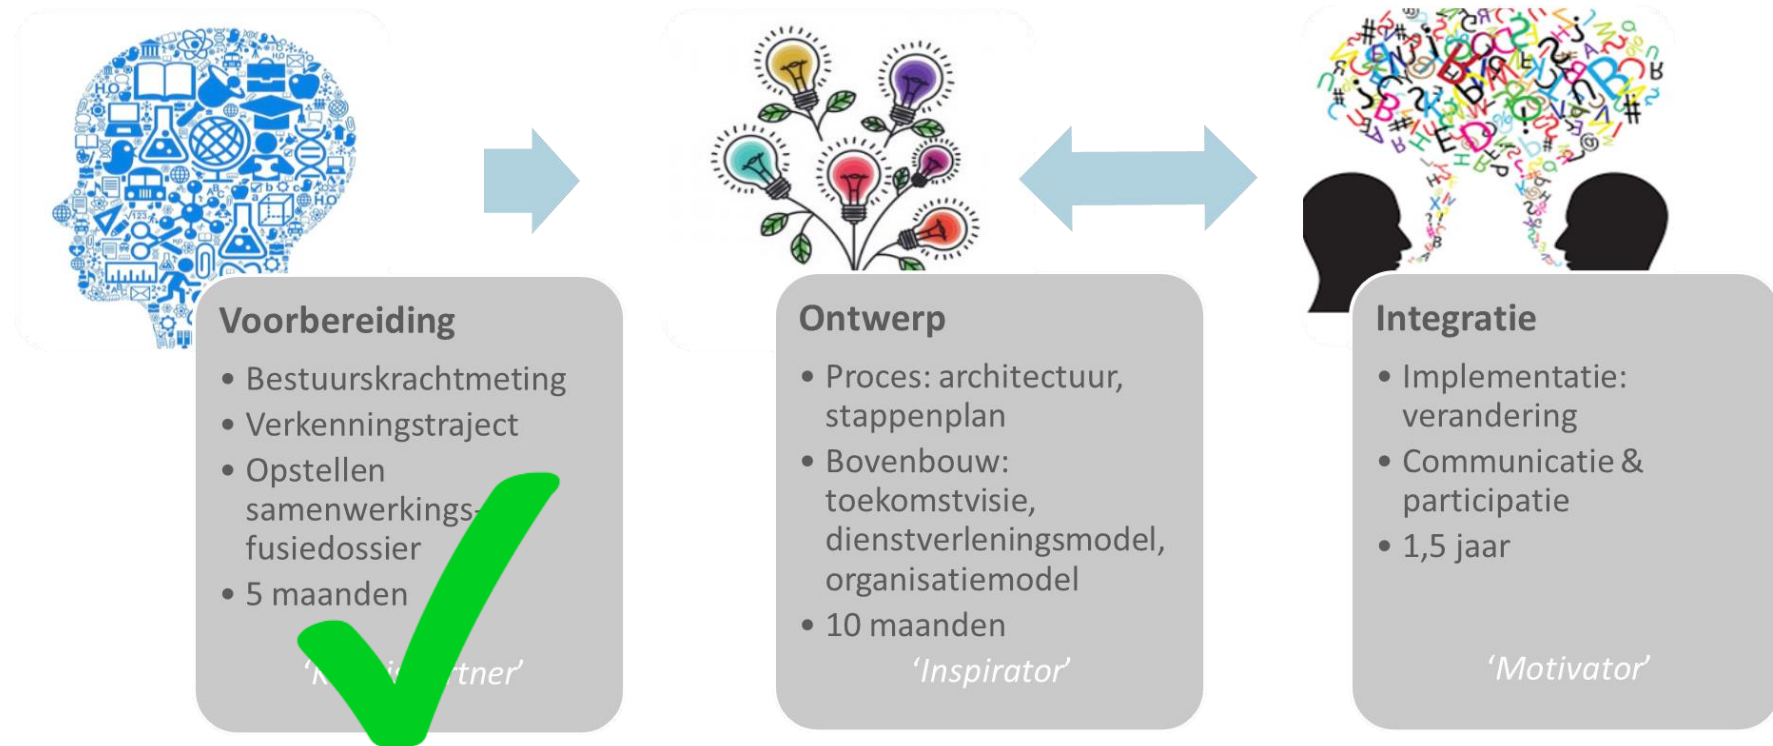 Voorbereiding
• Bestuurskrachtmeting
• Verkenningstraject
• Opstellen
samenwerkings-
fusiedossier
• 5 maanden
Ontwerp
• Proces: architectuur,
stappenplan
• Bovenbouw:
toekomstvisie,
dienstverleningsmodel,
organisatiemodel
• 10 maanden
‘Inspirator’
Integratie
• Implementatie:
verandering
• Communicatie &
participatie
• 1,5 jaar
‘Motivator’